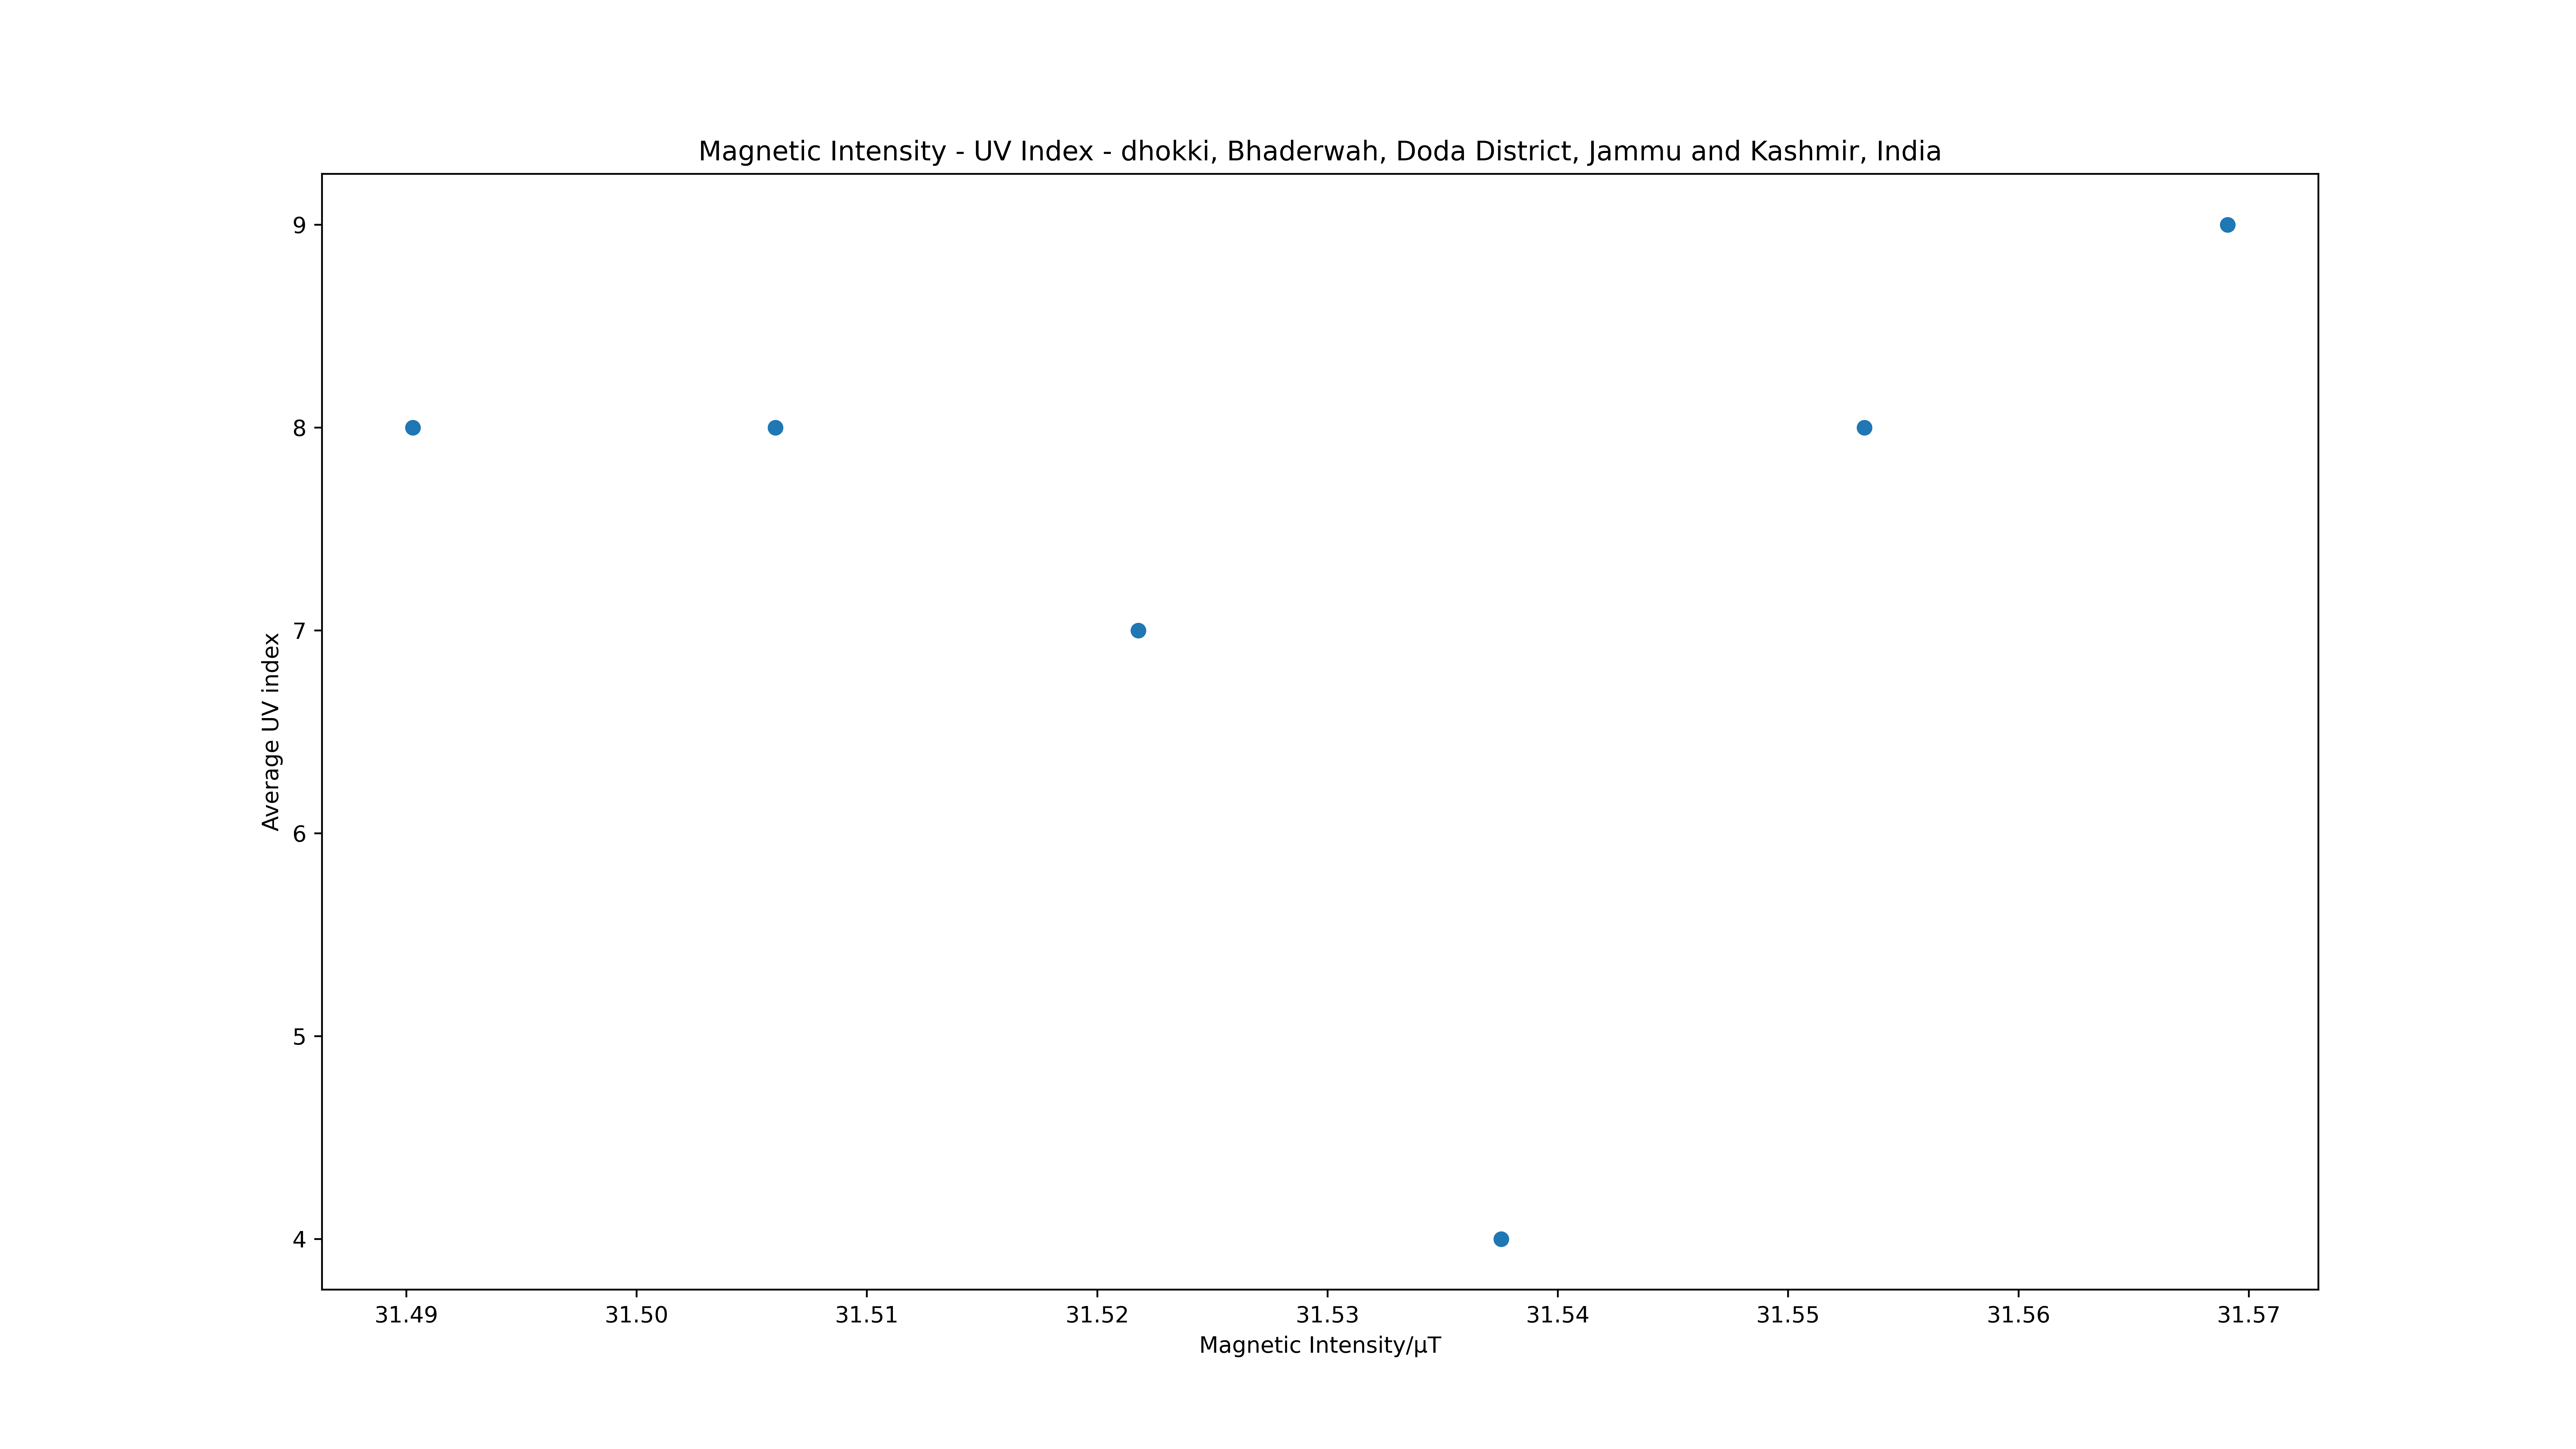 Magnetic Intensity - UV Index - dhokki, Bhaderwah, Doda District, Jammu and Kashmir, India
9
8
7
6
5
4
Average UV index
31.49 31.50 31.51 31.52 31.53 31.54 31.55 31.56 31.57
Magnetic Intensity/µT